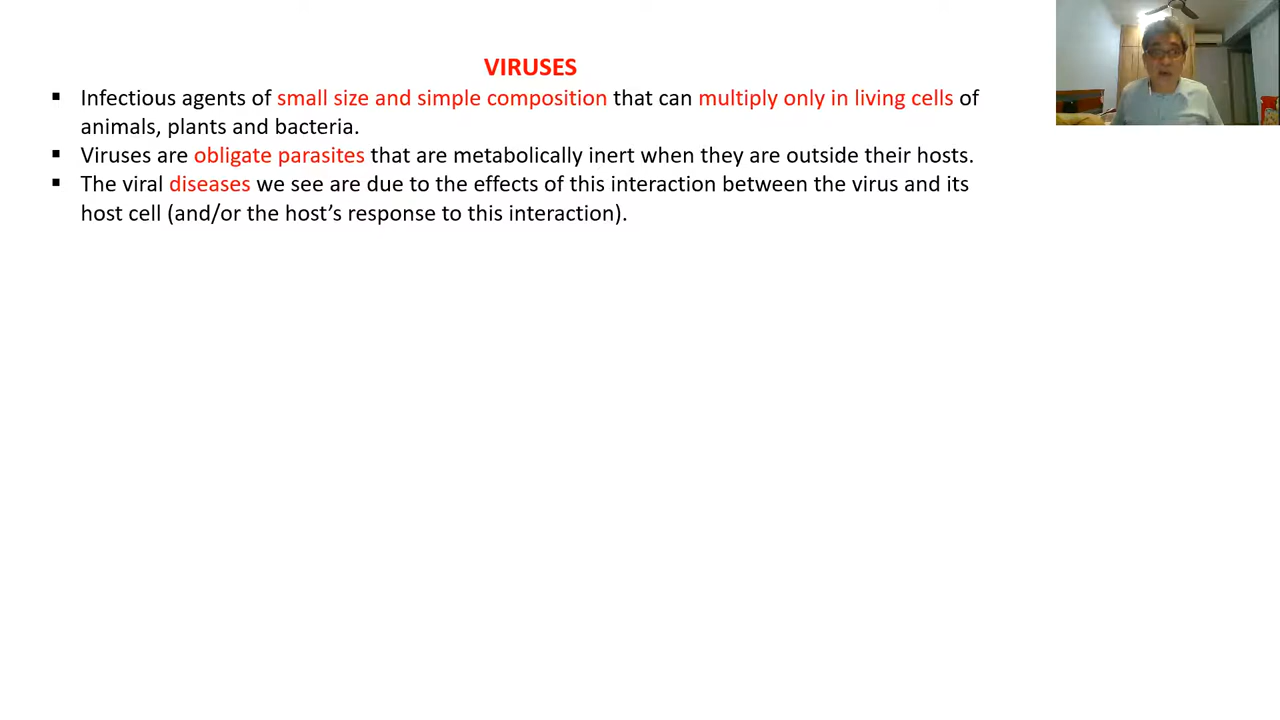 VIRUSES
▪ Infectious agents of small size and simple composition that can multiply only in living cells of
animals, plants and bacteria.
▪ Viruses are obligate parasites that are metabolically inert when they are outside their hosts.
▪ The viral diseases we see are due to the effects of this interaction between the virus and its
host cell (and/or the host’s response to this interaction).